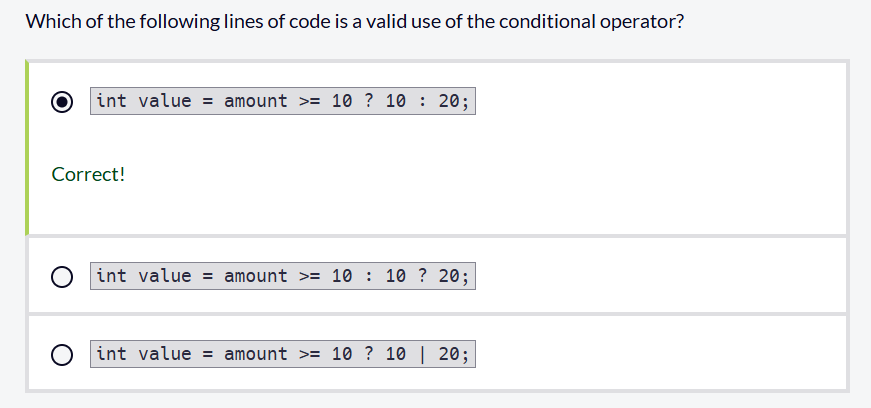 Which of the following lines of code is a valid use of the conditional operator?
int value = amount >= 10 ? 10 : 20;
Correct!
int value = amount >= 10 : 10 ? 20;
int value = amount >= 10 ? 10 | 20;